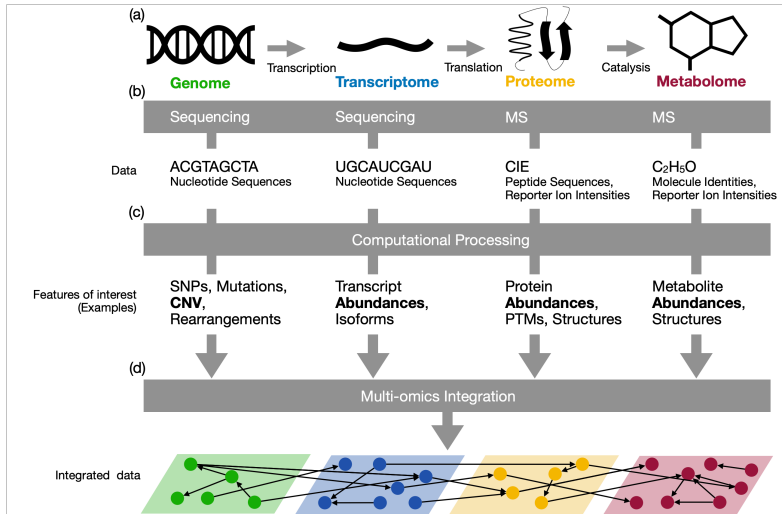 (a)
Transcription
Translation
Catalysis
Genome
Transcriptome
Proteome
Metabolome
(b)
Sequencing
Sequencing
MS
MS
Data
ACGTAGCTA
Nucleotide Sequences
UGCAUCGAU
Nucleotide Sequences
CIE
Peptide Sequences,
Reporter Ion Intensities
C₂H₅O
Molecule Identities,
Reporter Ion Intensities
(c)
Computational Processing
Features of interest
(Examples)
SNPs, Mutations,
CNV,
Rearrangements
Transcript
Abundances,
Isoforms
Protein
Abundances,
PTMs, Structures
Metabolite
Abundances,
Structures
(d)
Multi-omics Integration
Integrated data